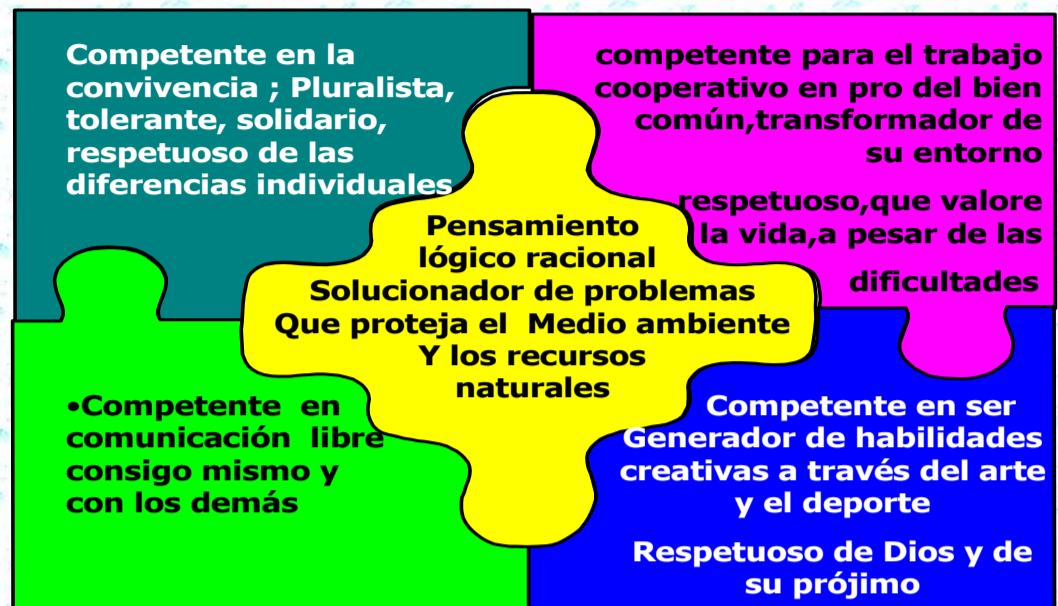 Competente en la
convivencia ; Pluralista,
tolerante, solidario,
respetuoso de las
diferencias individuales
competente para el trabajo
cooperativo en pro del bien
común,transformador de
su entorno
respetuoso,que valore
la vida,a pesar de las
dificultades
Pensamiento
lógico racional
Solucionador de problemas
Que proteja el Medio ambiente
Y los recursos
naturales
•Competente en
comunicación libre
consigo mismo y
con los demás
Competente en ser
Generador de habilidades
creativas a través del arte
y el deporte
Respetuoso de Dios y de
su prójimo